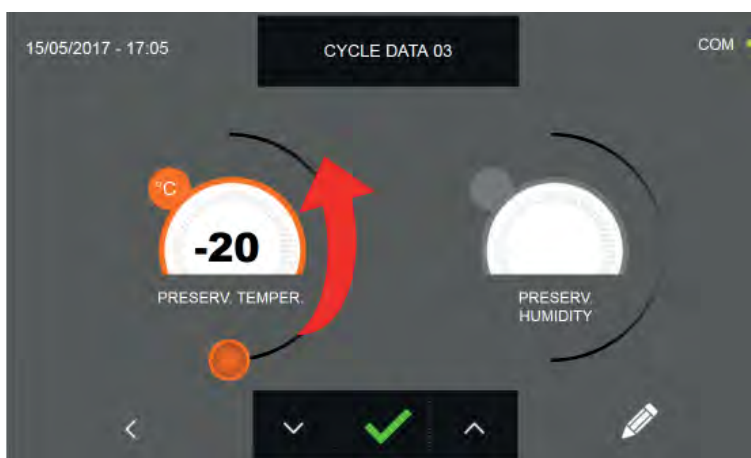 15/05/2017 - 17:05
CYCLE DATA 03
COM
°C
-20
PRESERV. TEMPER.
PRESERV.
HUMIDITY